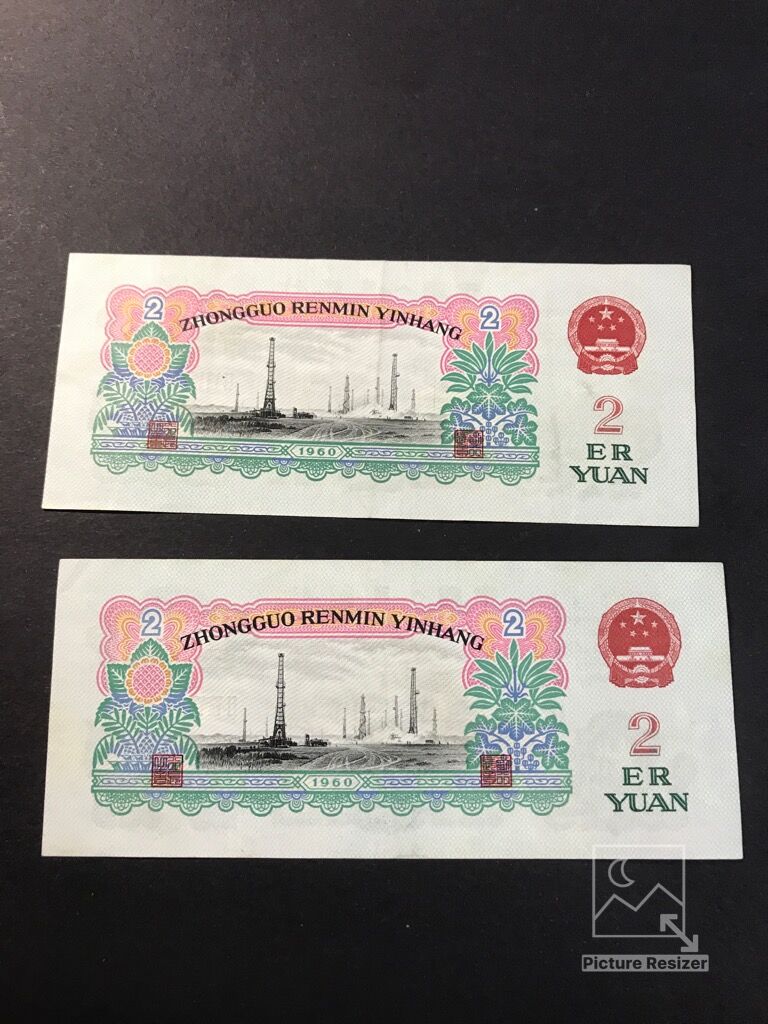 2
ZHONGGUO RENMIN YINHANG
2
2
ER
YUAN
1960
2
ZHONGGUO RENMIN YINHANG
2
2
ER
YUAN
1960
Picture Resizer